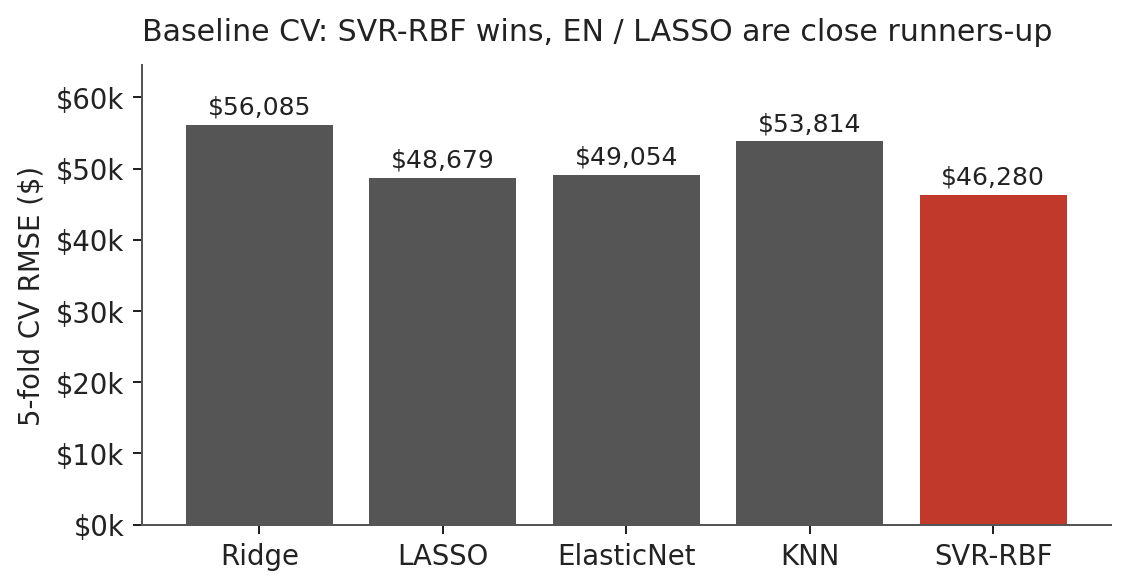 Baseline CV: SVR-RBF wins, EN / LASSO are close runners-up
5-fold CV RMSE ($)
$60k
$50k
$40k
$30k
$20k
$10k
$0k
$56,085
$48,679
$49,054
$53,814
$46,280
Ridge
LASSO
ElasticNet
KNN
SVR-RBF